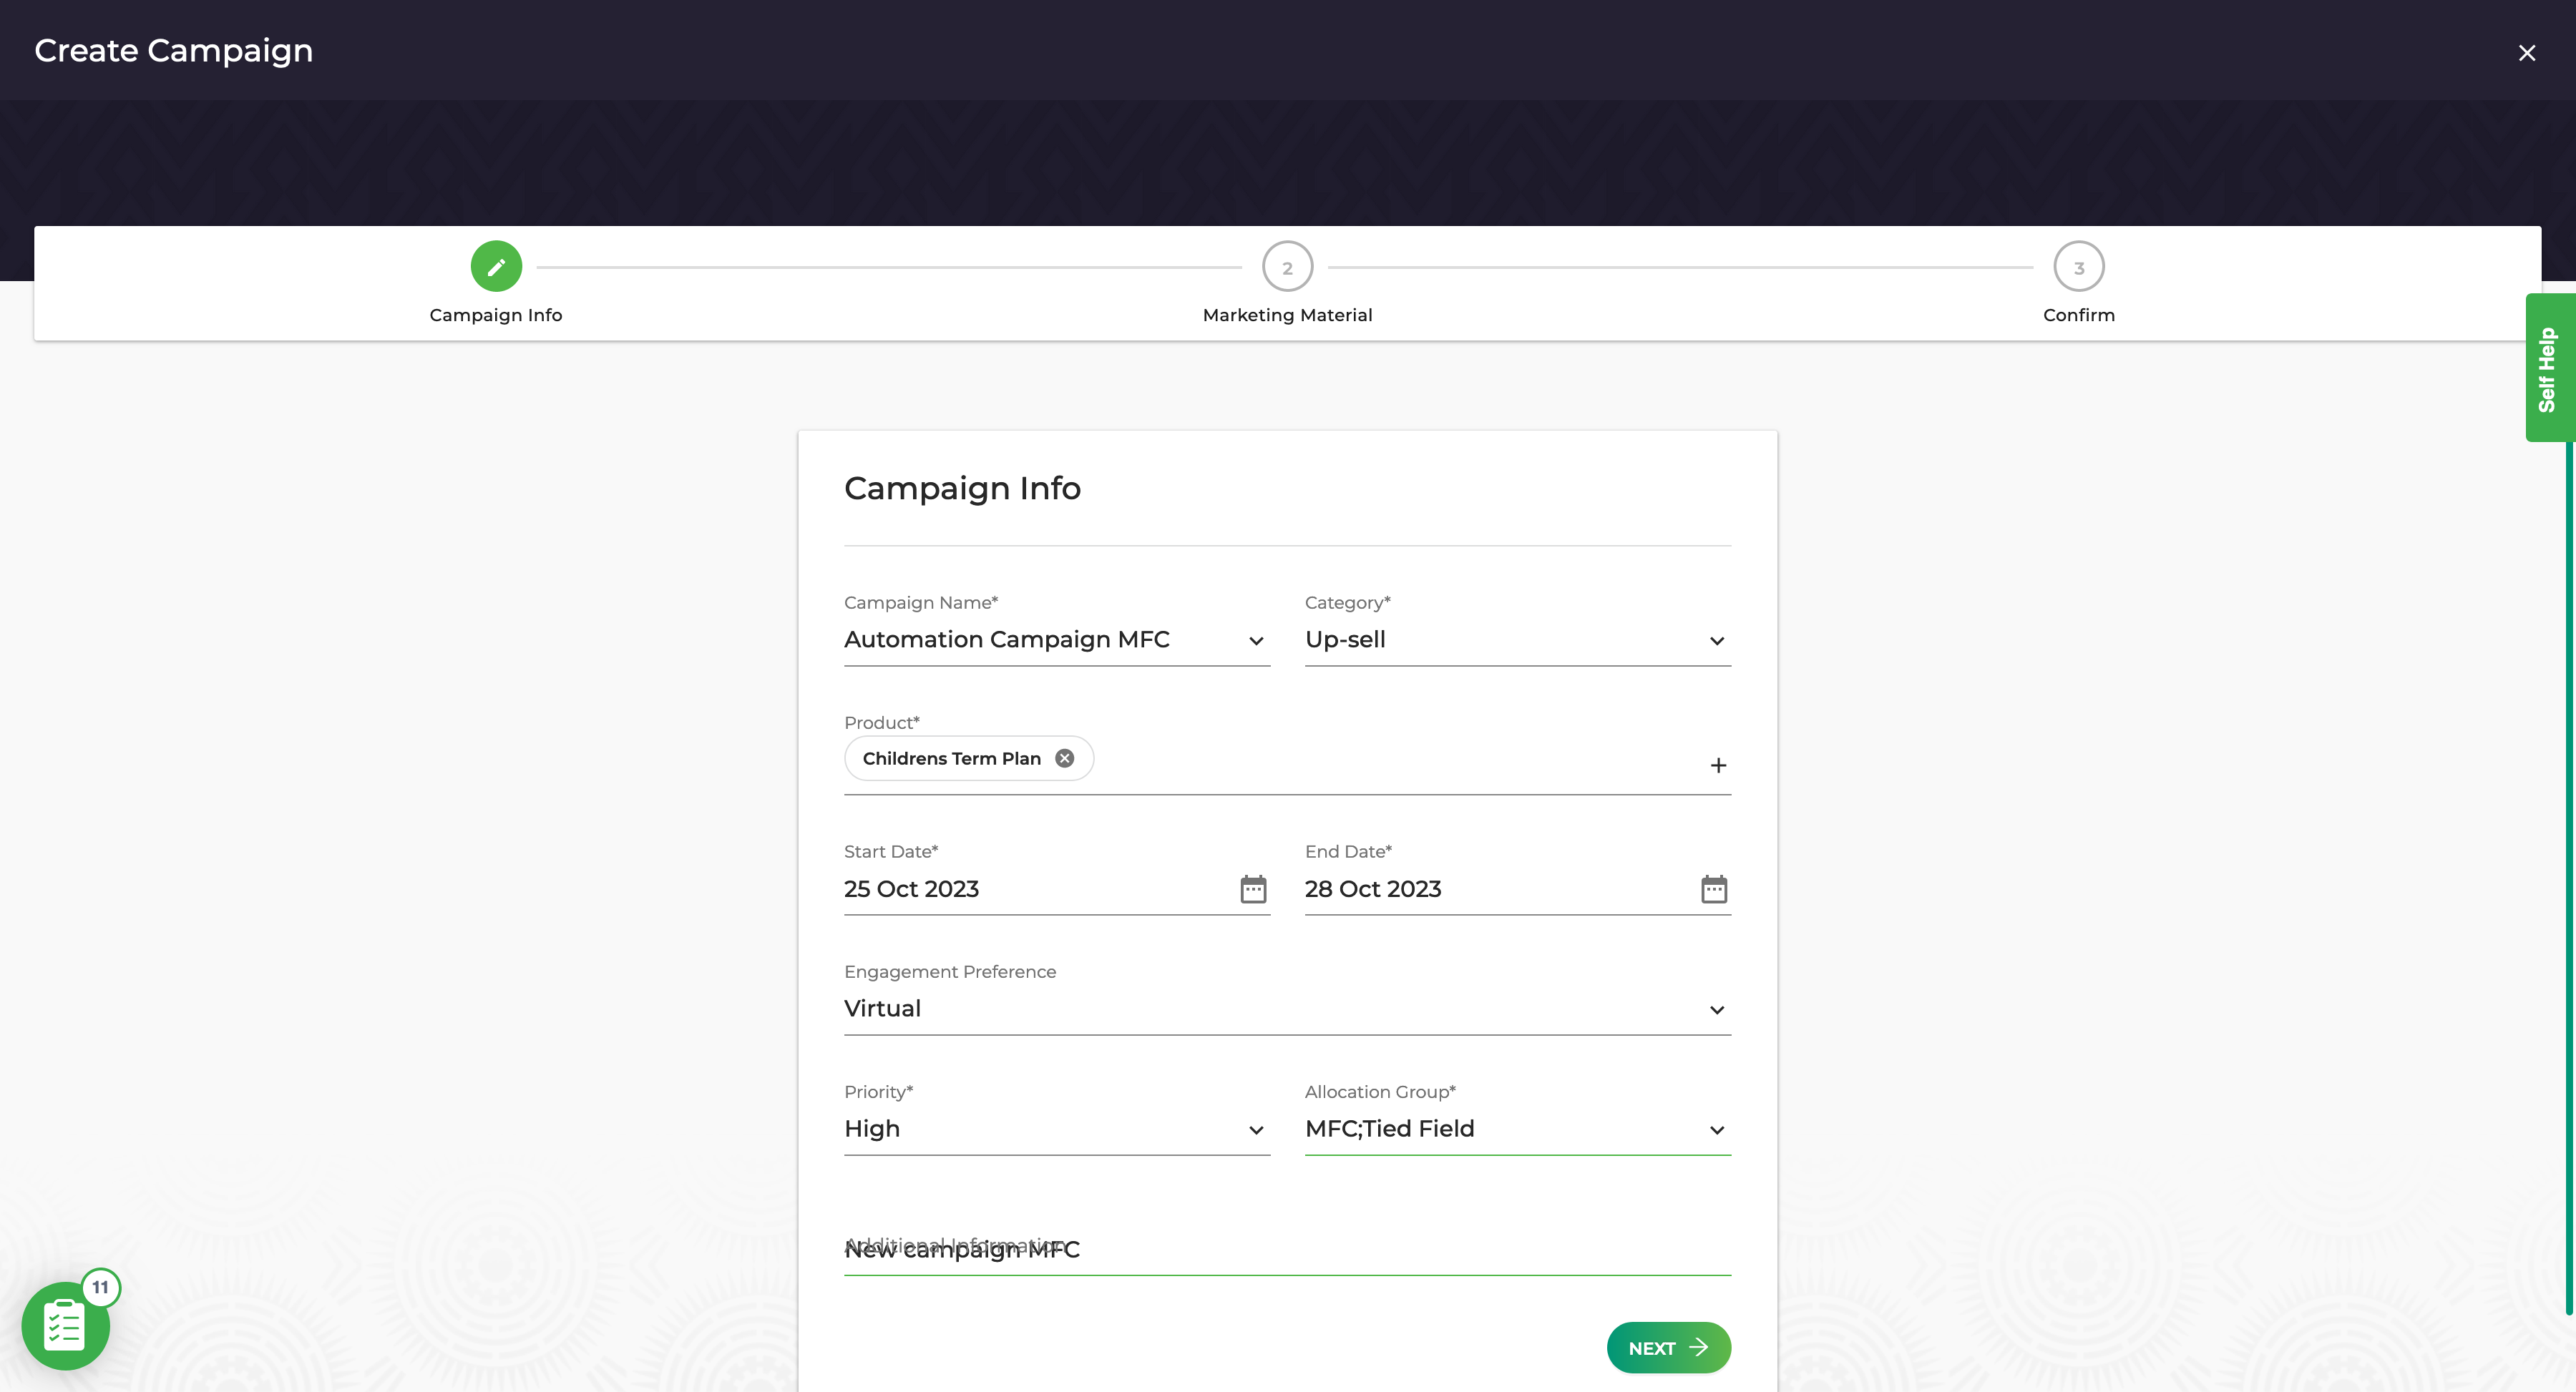 Create Campaign
Campaign Info
2
Marketing Material
3
Confirm
Self Help
Campaign Info
Campaign Name*
Automation Campaign MFC
Category*
Up-sell
Product*
Childrens Term Plan
Start Date*
25 Oct 2023
End Date*
28 Oct 2023
Engagement Preference
Virtual
Priority*
High
Allocation Group*
MFC;Tied Field
Additional Information
New campaign MFC
11
NEXT